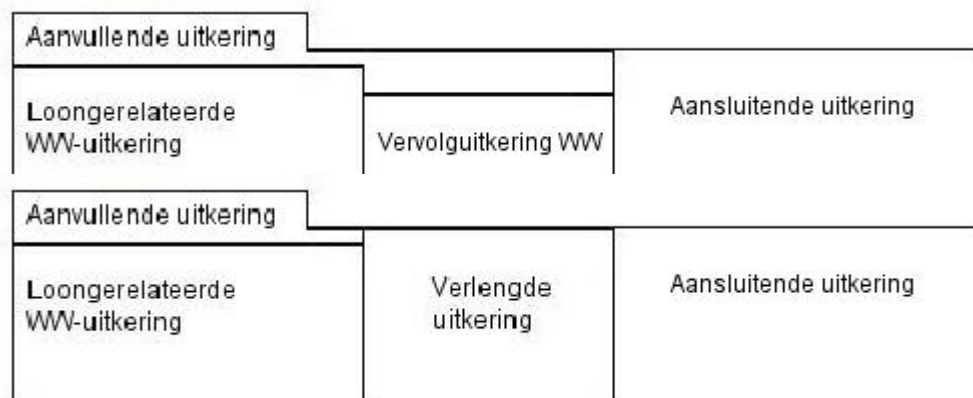 Aanvullende uitkering
Loongerelateerde
WW-uitkering
Vervolguitkering WW
Aansluitende uitkering
Aanvullende uitkering
Loongerelateerde
WW-uitkering
Verlengde
uitkering
Aansluitende uitkering